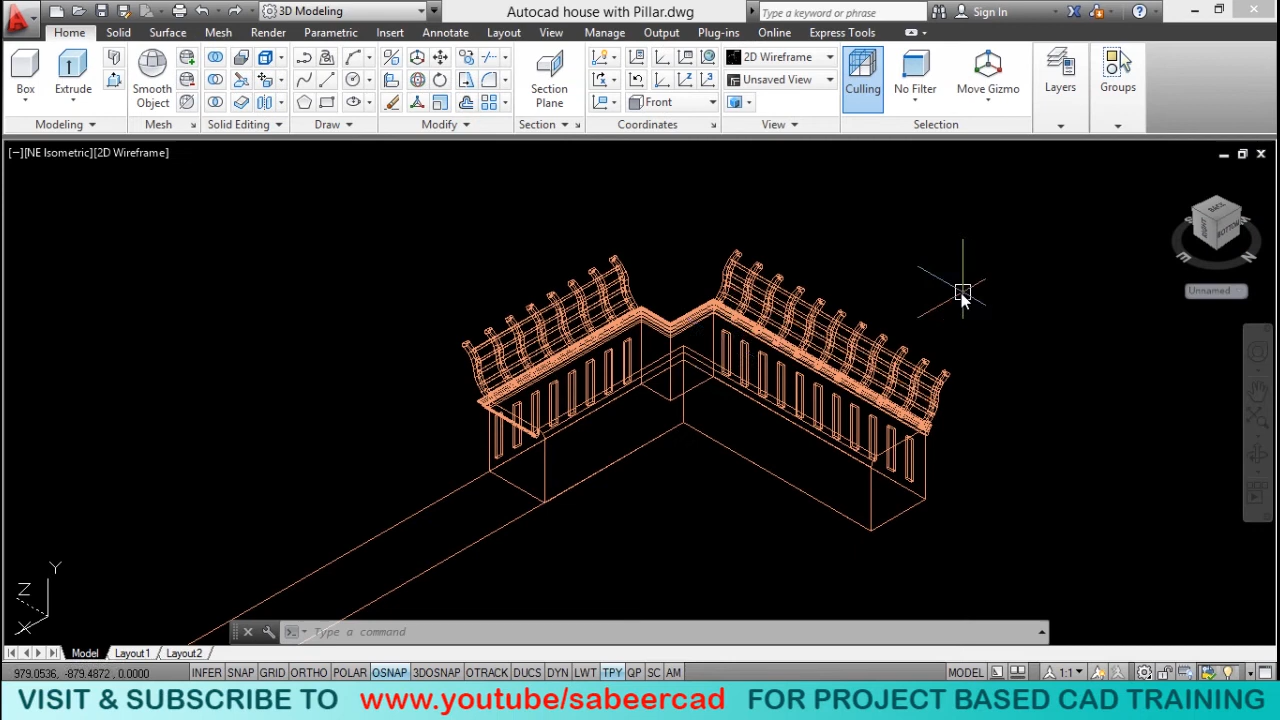 3D Modeling
Autocad house with Pillar.dwg
Type a keyword or phrase
Sign In
Home Solid Surface Mesh Render Parametric Insert Annotate Layout View Manage Output Plug-ins Online Express Tools
Box
Extrude
Smooth
Object
Section
Plane
2D Wireframe
Unsaved View
Front
Culling
No Filter
Move Gizmo
Layers
Groups
Modeling
Mesh
Solid Editing
Draw
Modify
Section
Coordinates
View
Selection
[−][NE Isometric][2D Wireframe]
BACK
RIGHT
BOTTOM
N
E
Unnamed
Y
Z
X
Type a command
Model Layout1 Layout2
979.0536, -879.4872, 0.0000
INFER SNAP GRID ORTHO POLAR OSNAP 3DOSNAP OTRACK DUCS DYN LWT TPY QP SC AM
MODEL
1:1
VISIT & SUBSCRIBE TO www.youtube/sabeercad FOR PROJECT BASED CAD TRAINING